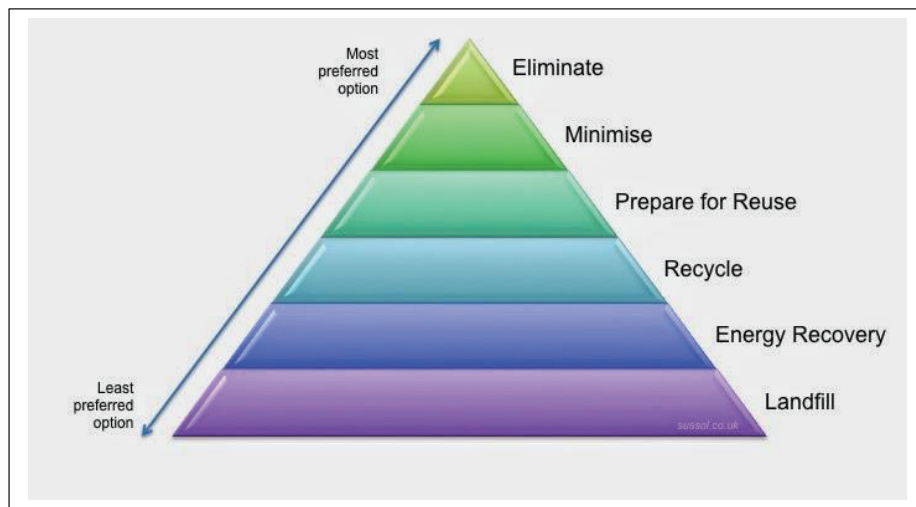 Most
preferred
option
Eliminate
Minimise
Prepare for Reuse
Recycle
Energy Recovery
Least
preferred
option
Landfill
sussol.co.uk